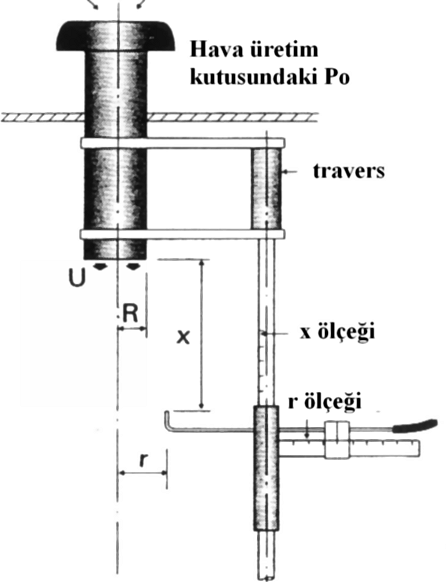 Hava üretim
kutusundaki Po
travers
U
R
x
x ölçeği
r ölçeği
r